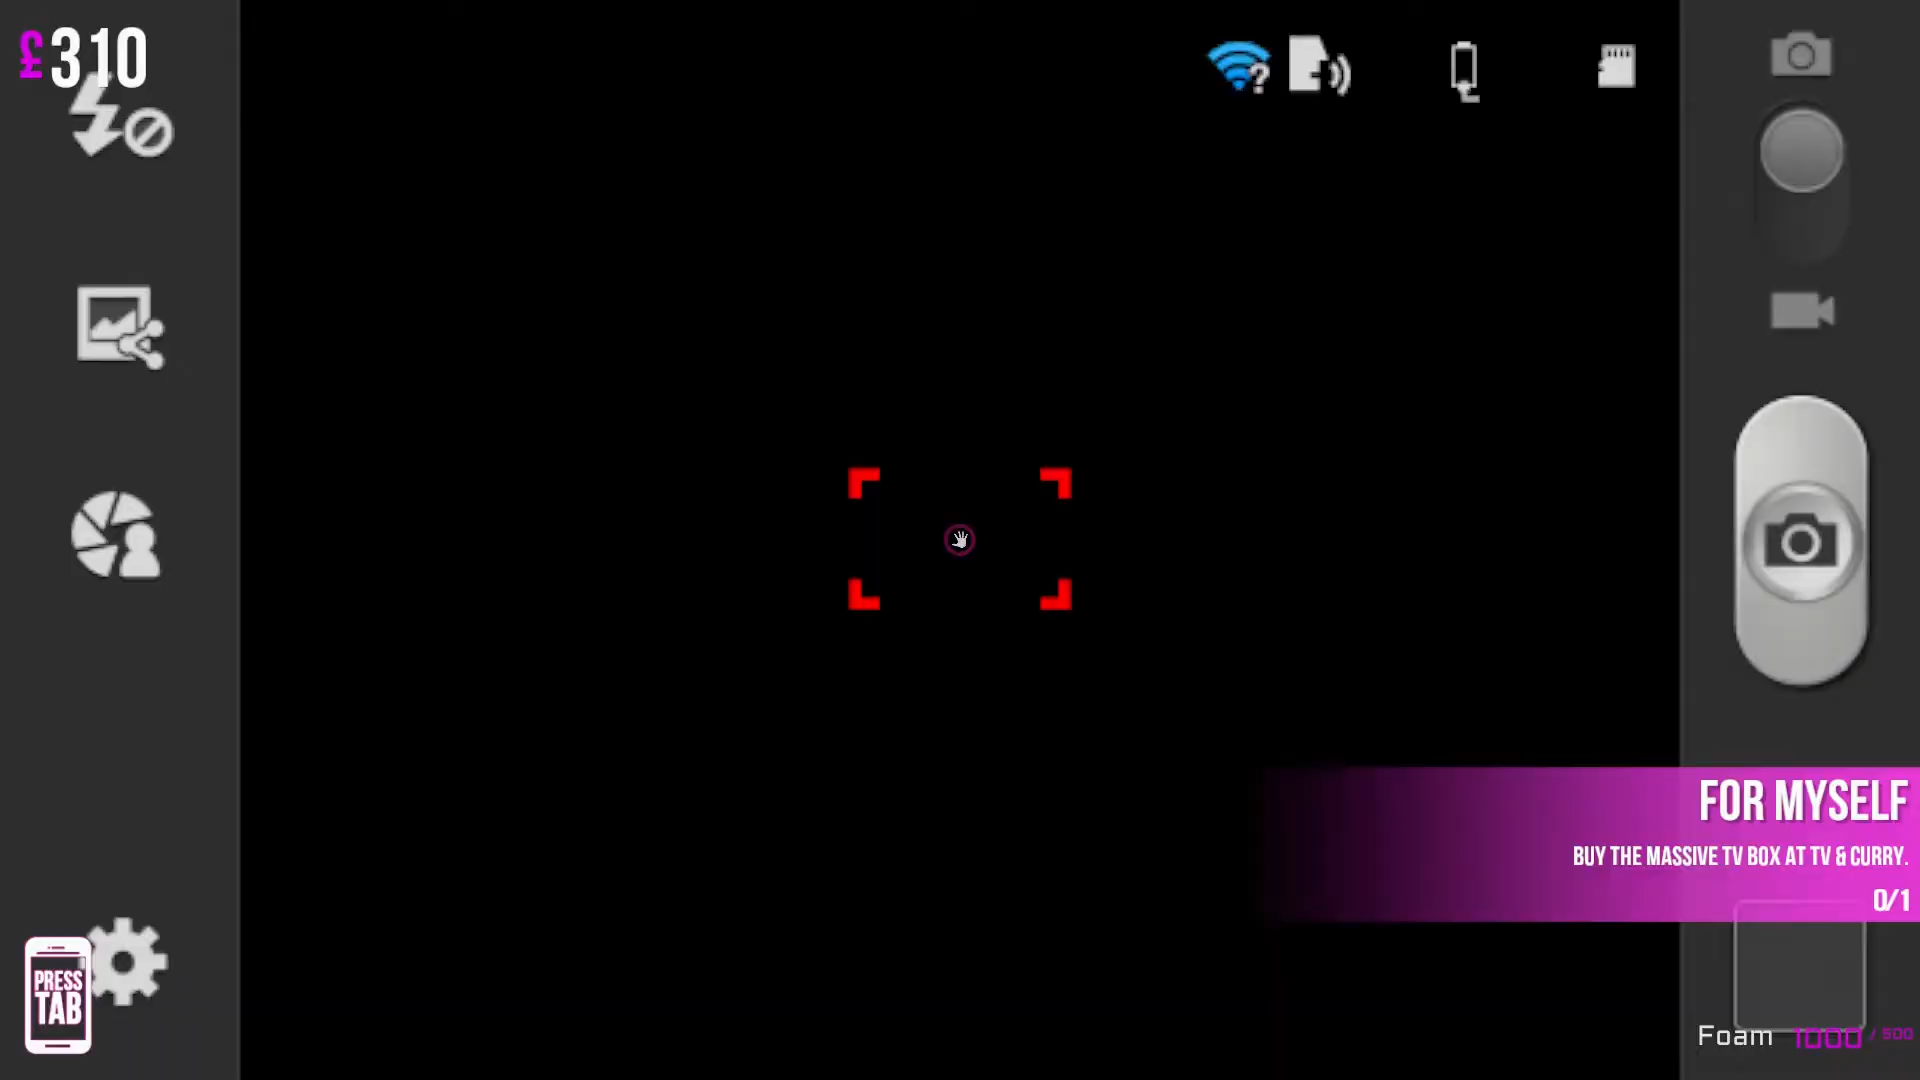 £310
FOR MYSELF
BUY THE MASSIVE TV BOX AT TV & CURRY.
0/1
PRESS
TAB
Foam 1000 / 500